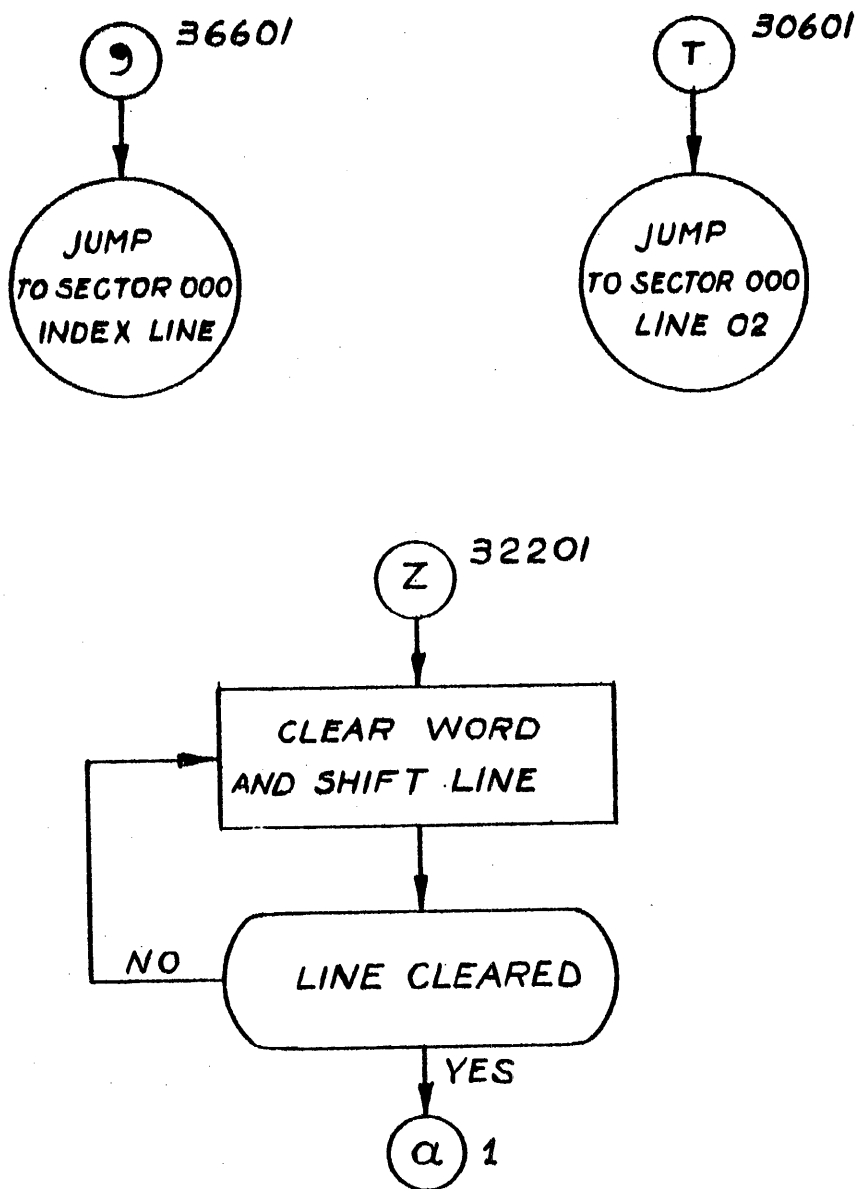 9 36601
JUMP
TO SECTOR 000
INDEX LINE
T 30601
JUMP
TO SECTOR 000
LINE 02
Z 32201
CLEAR WORD
AND SHIFT LINE
NO
LINE CLEARED
YES
a 1